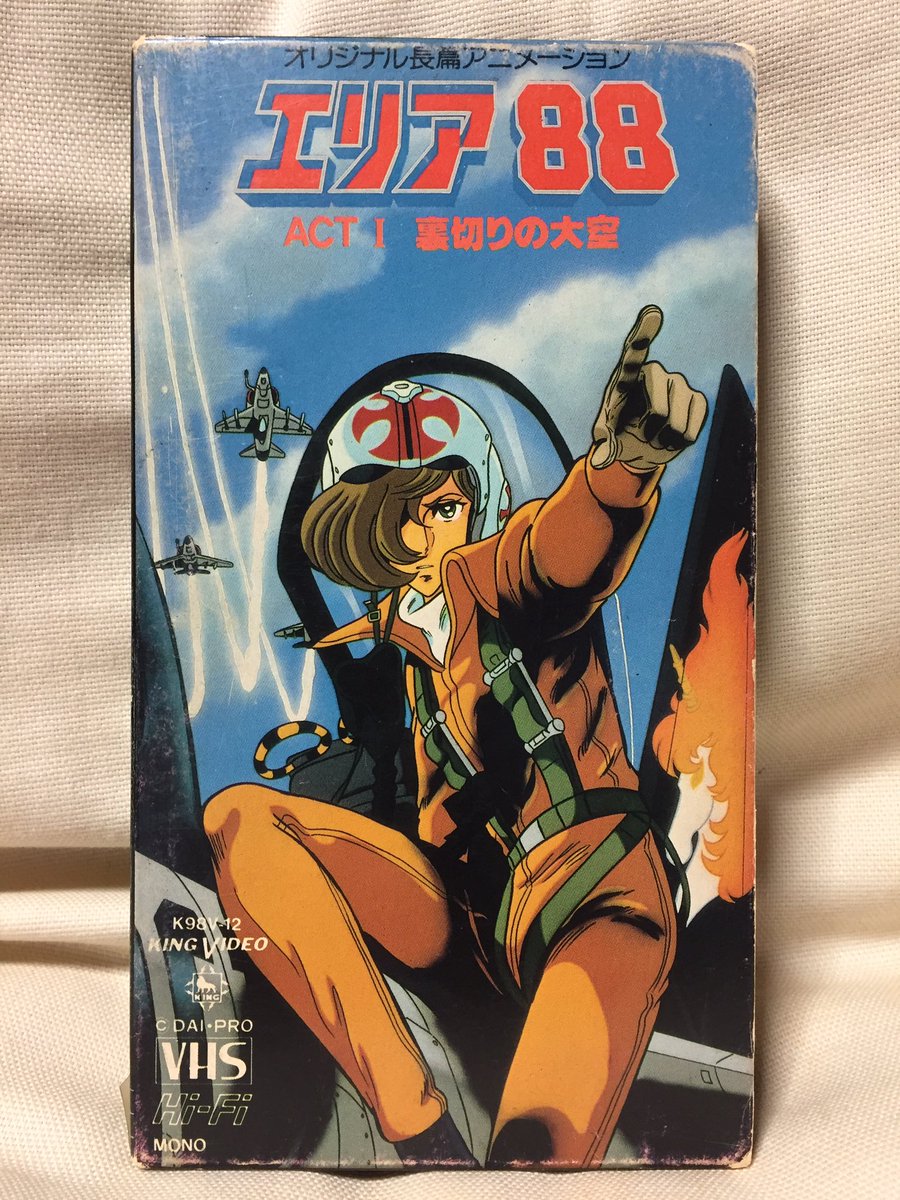 オリジナル長篇アニメーション
エリア88
ACT I 裏切りの大空
K98V-12
KING VIDEO
KING
C DAI・PRO
VHS
Hi-Fi
MONO